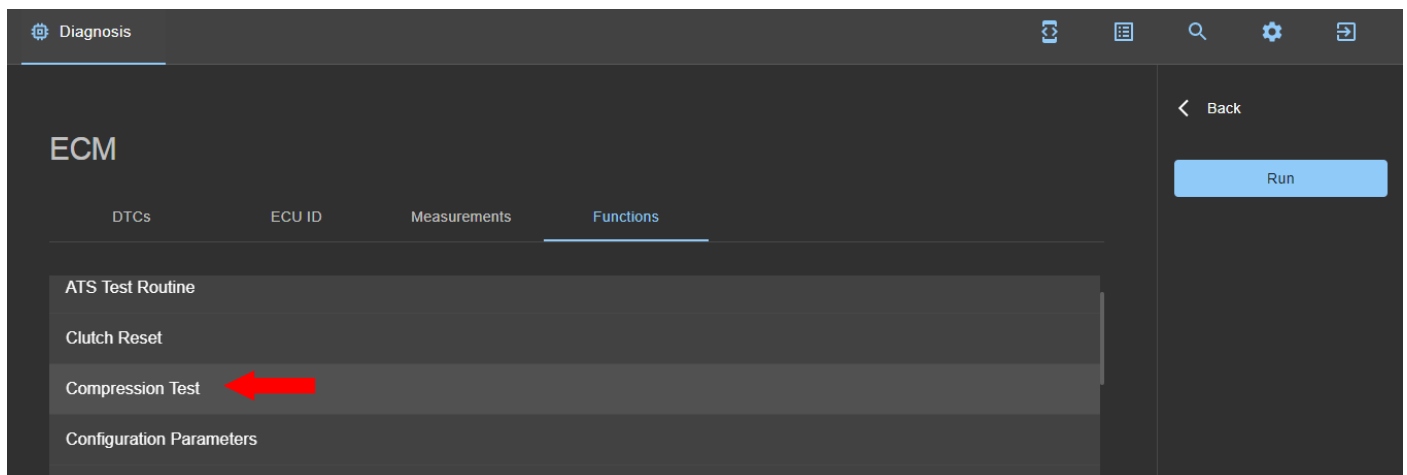 Diagnosis
Back
ECM
Run
DTCs ECU ID Measurements Functions
ATS Test Routine
Clutch Reset
Compression Test
Configuration Parameters